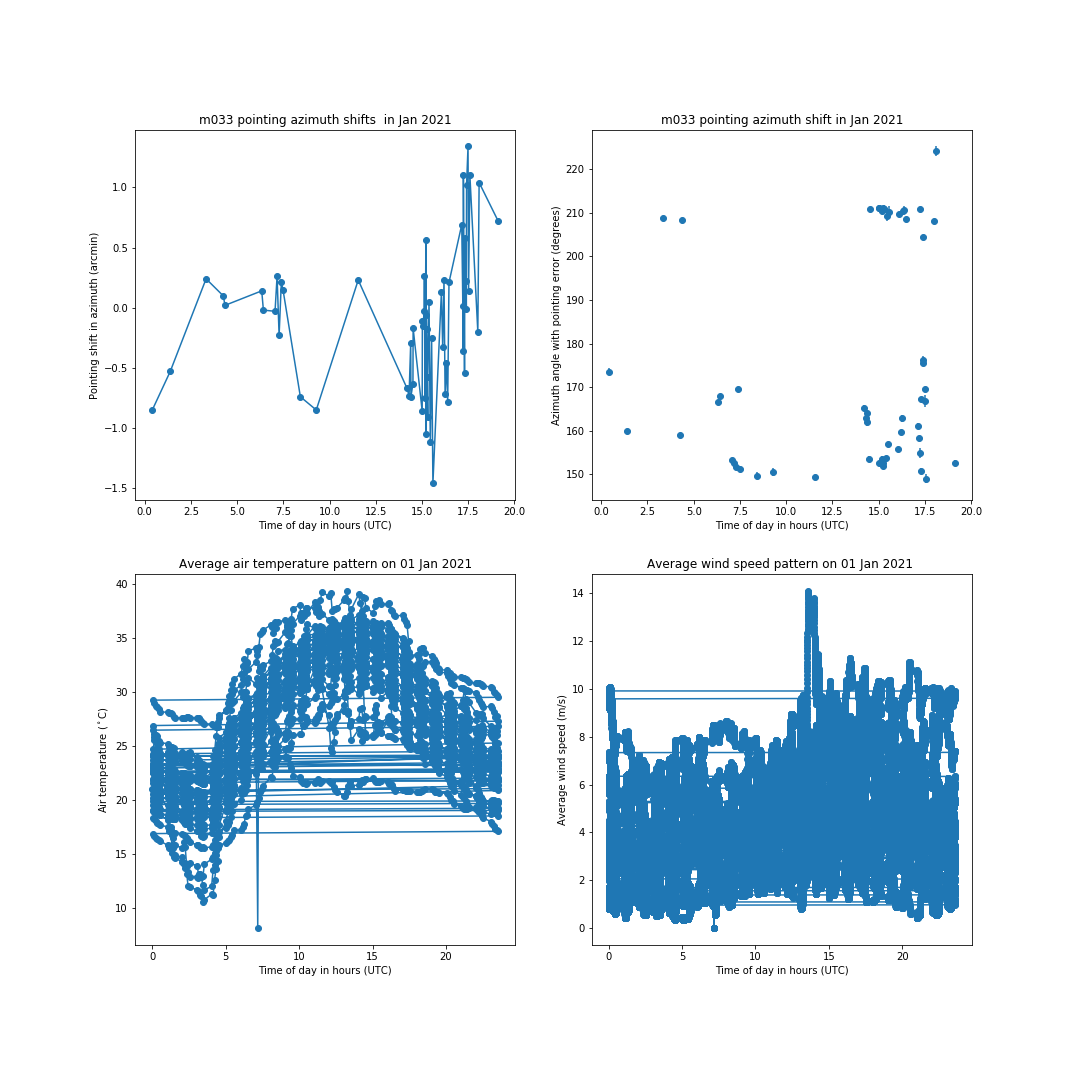 m033 pointing azimuth shifts  in Jan 2021
Pointing shift in azimuth (arcmin)
1.0
0.5
0.0
−0.5
−1.0
−1.5
0.0 2.5 5.0 7.5 10.0 12.5 15.0 17.5 20.0
Time of day in hours (UTC)
m033 pointing azimuth shift in Jan 2021
Azimuth angle with pointing error (degrees)
220
210
200
190
180
170
160
150
0.0 2.5 5.0 7.5 10.0 12.5 15.0 17.5 20.0
Time of day in hours (UTC)
Average air temperature pattern on 01 Jan 2021
Air temperature (°C)
40
35
30
25
20
15
10
0 5 10 15 20
Time of day in hours (UTC)
Average wind speed pattern on 01 Jan 2021
Average wind speed (m/s)
14
12
10
8
6
4
2
0
0 5 10 15 20
Time of day in hours (UTC)